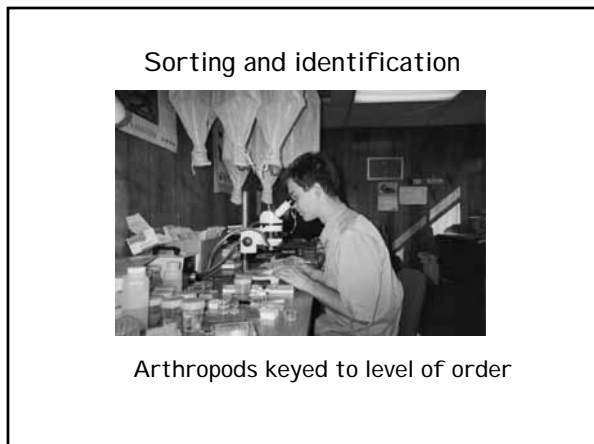 Sorting and identification
Arthropods keyed to level of order